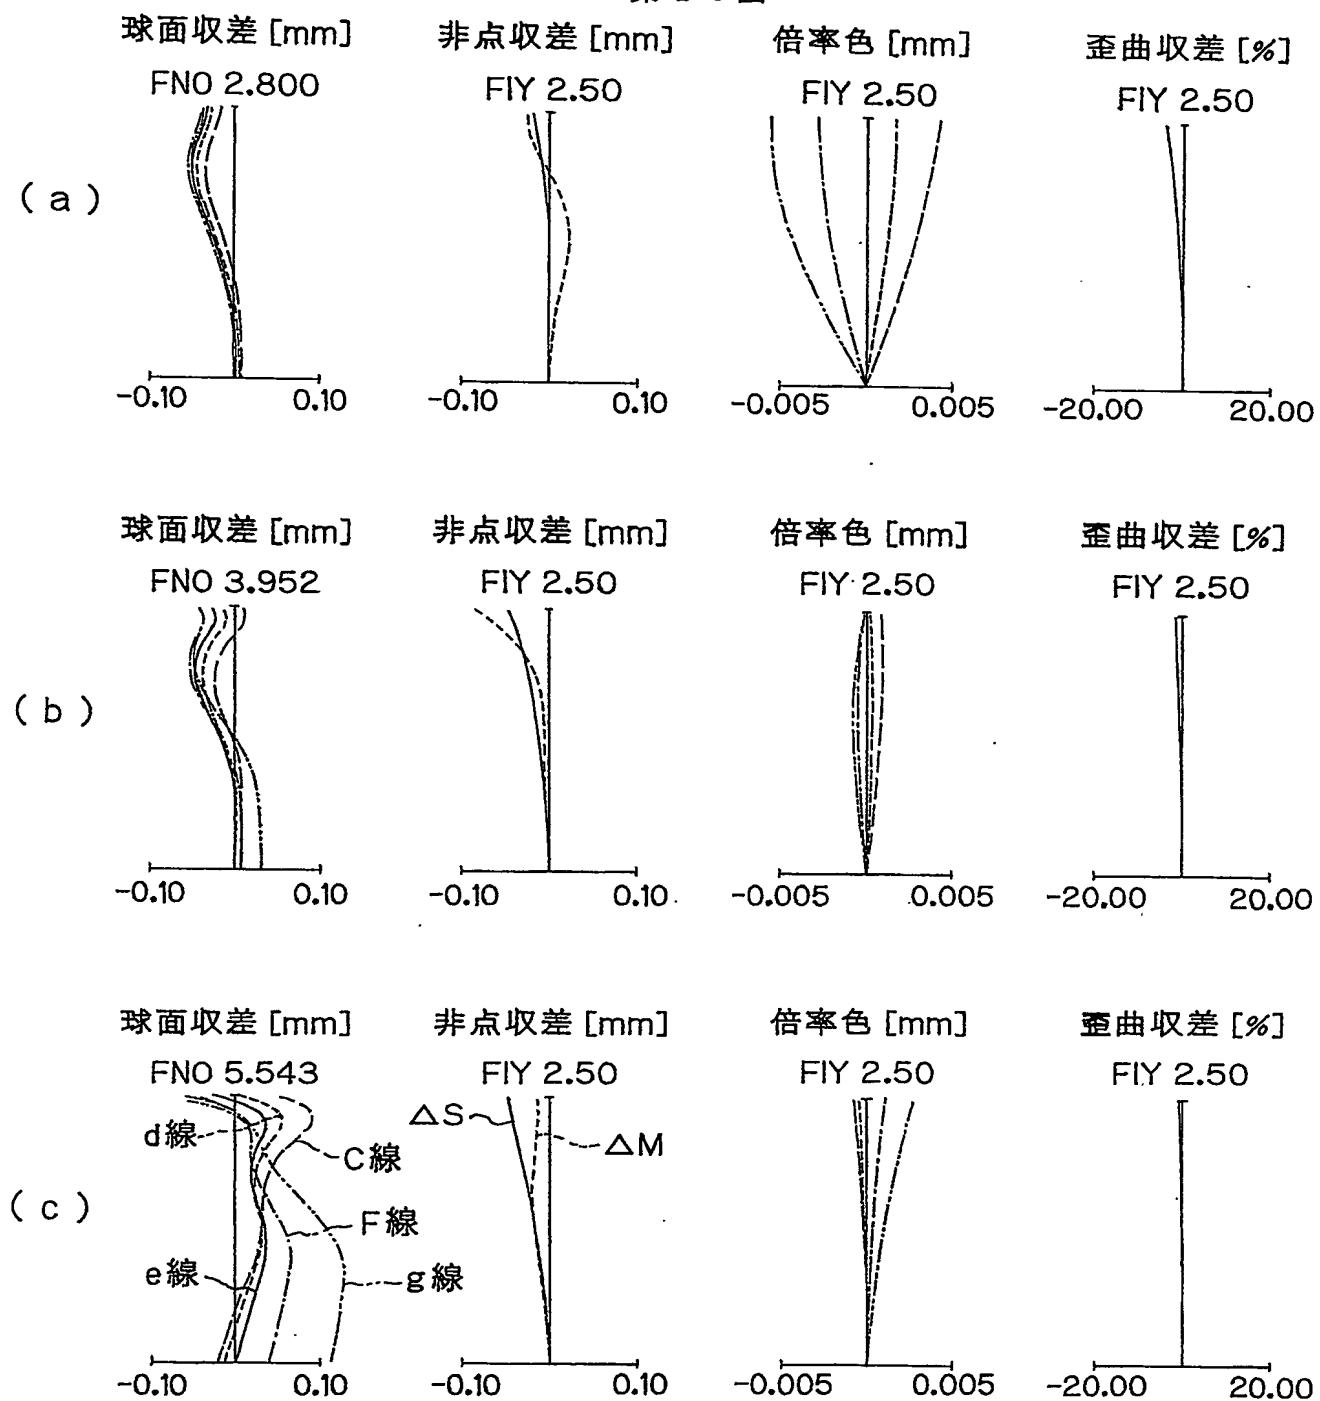 球面収差 [mm] 非点収差 [mm] 倍率色 [mm] 歪曲収差 [%]
FNO 2.800 FIY 2.50 FIY 2.50 FIY 2.50
(a)
-0.10 0.10 -0.10 0.10 -0.005 0.005 -20.00 20.00
球面収差 [mm] 非点収差 [mm] 倍率色 [mm] 歪曲収差 [%]
FNO 3.952 FIY 2.50 FIY 2.50 FIY 2.50
(b)
-0.10 0.10 -0.10 0.10 -0.005 0.005 -20.00 20.00
球面収差 [mm] 非点収差 [mm] 倍率色 [mm] 歪曲収差 [%]
FNO 5.543 FIY 2.50 FIY 2.50 FIY 2.50
d線 △S
C線 △M
(c)
F線
e線 g線
-0.10 0.10 -0.10 0.10 -0.005 0.005 -20.00 20.00